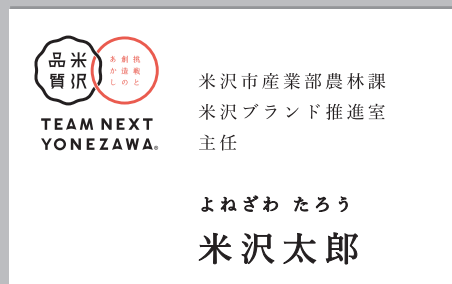 米沢
品質
挑戦と
創造の
あかし
TEAM NEXT
YONEZAWA®
米沢市産業部農林課
米沢ブランド推進室
主任
よねざわ たろう
米沢太郎